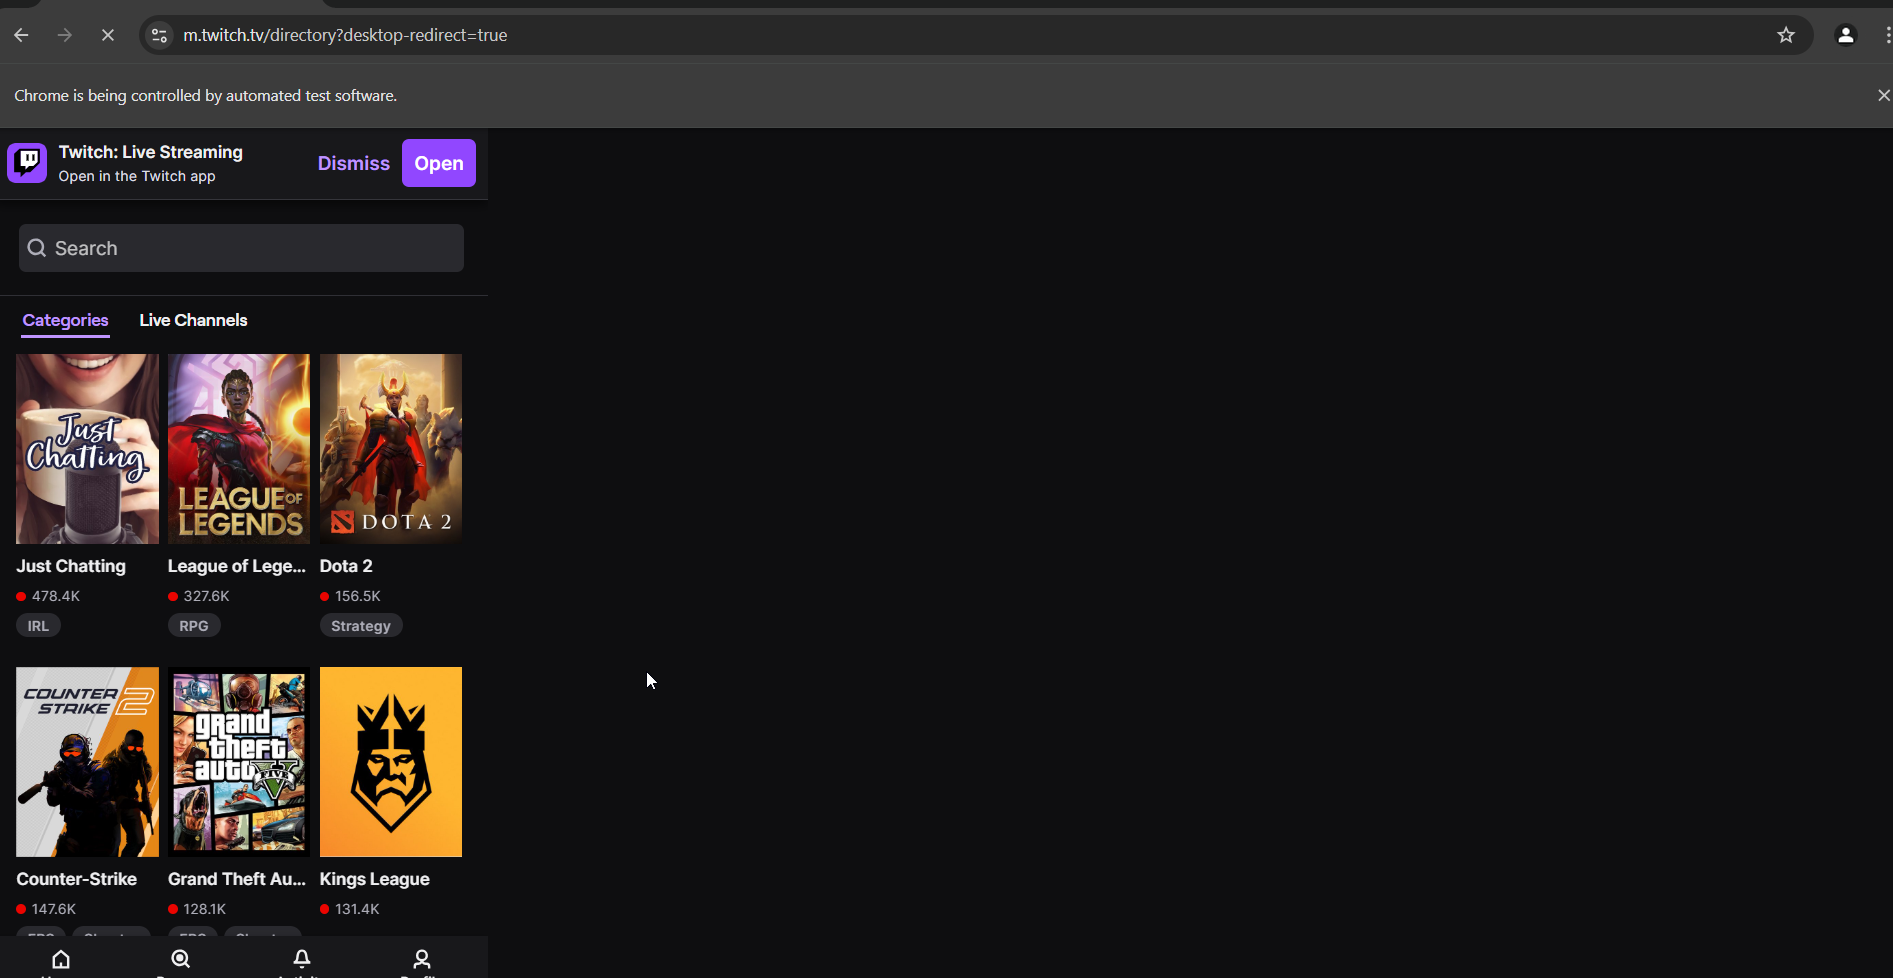 m.twitch.tv/directory?desktop-redirect=true
Chrome is being controlled by automated test software.
Twitch: Live Streaming
Open in the Twitch app
Dismiss
Open
Search
Categories
Live Channels
Just
Chatting
LEAGUE OF
LEGENDS
DOTA 2
Just Chatting
League of Lege...
Dota 2
478.4K
327.6K
156.5K
IRL
RPG
Strategy
COUNTER
STRIKE 2
grand
theft
auto
V
FIVE
Counter-Strike
Grand Theft Au...
Kings League
147.6K
128.1K
131.4K